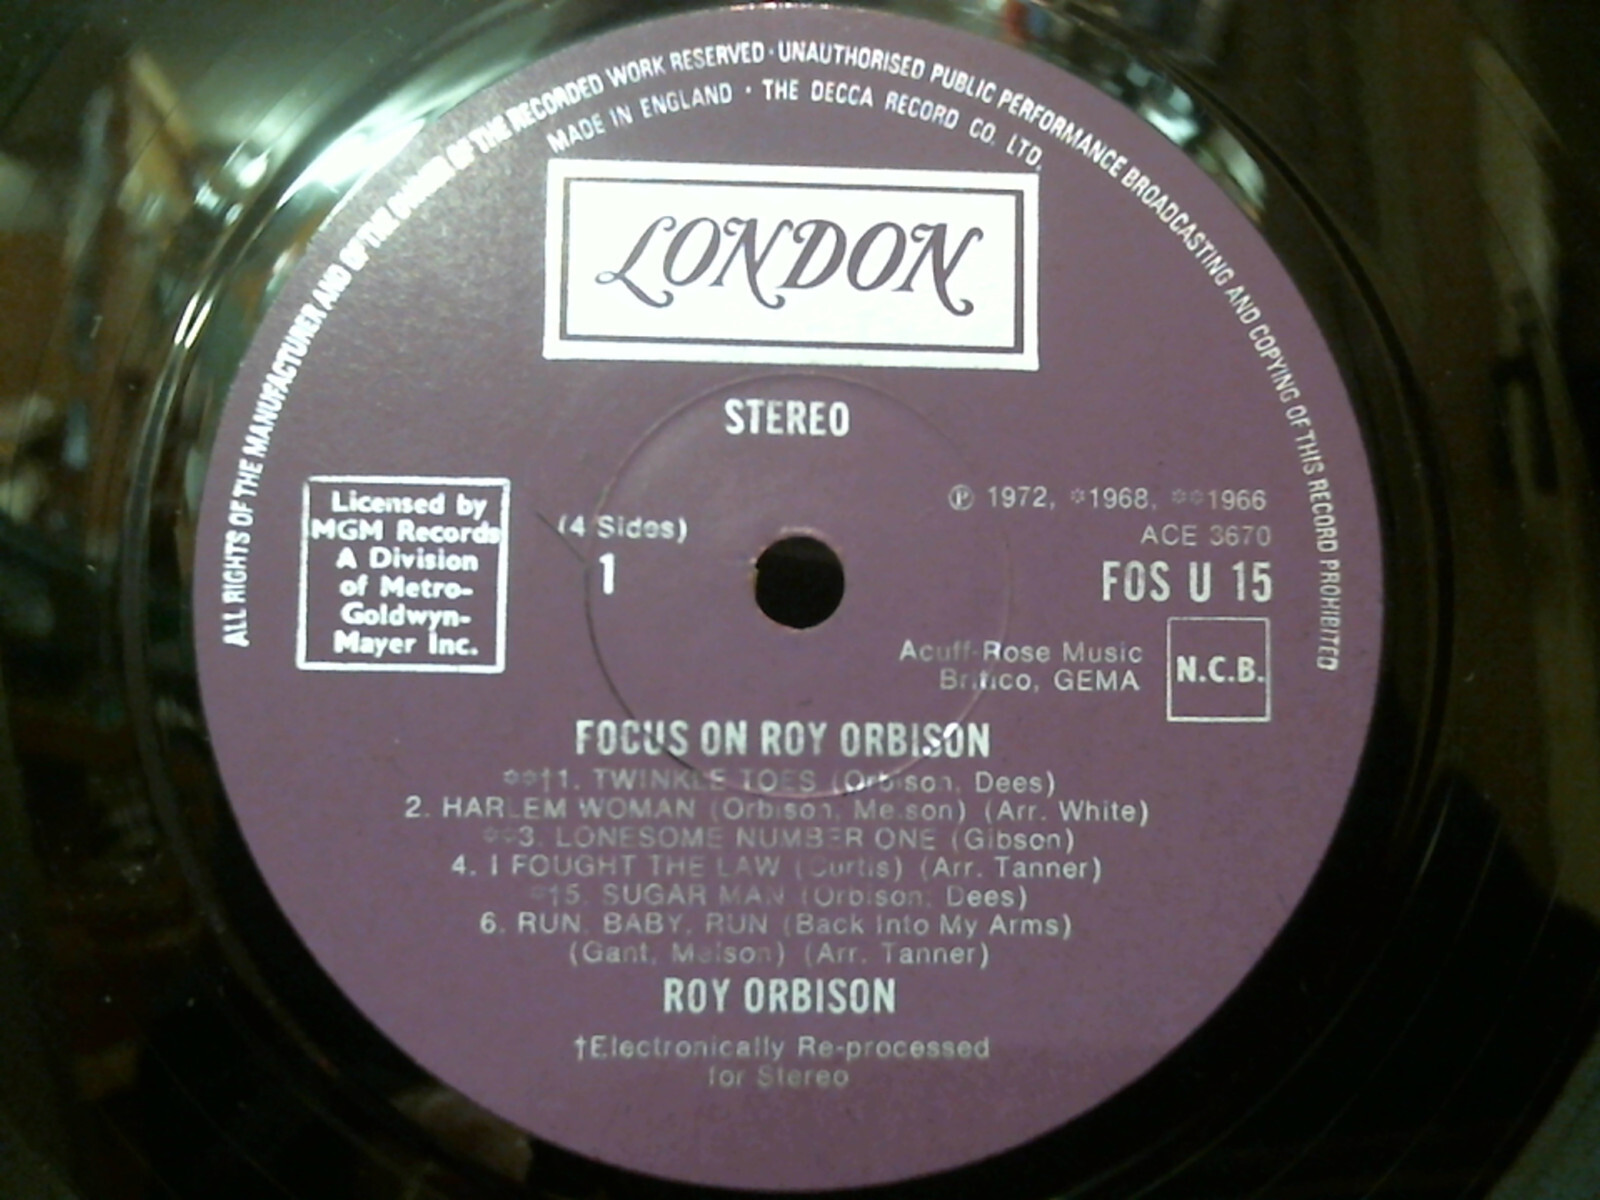 ALL RIGHTS OF THE MANUFACTURER AND OF THE OWNER OF THE RECORDED WORK RESERVED · UNAUTHORISED PUBLIC PERFORMANCE BROADCASTING AND COPYING OF THIS RECORD PROHIBITED
MADE IN ENGLAND · THE DECCA RECORD CO. LTD.
LONDON
STEREO
Licensed by
MGM Records
A Division
of Metro-
Goldwyn-
Mayer Inc.
(4 Sides)
1
℗ 1972, *1968, **1966
ACE 3670
FOS U 15
Acuff-Rose Music
Britico, GEMA
N.C.B.
FOCUS ON ROY ORBISON
**†1. TWINKLE TOES (Orbison, Dees)
2. HARLEM WOMAN (Orbison, Melson) (Arr. White)
**3. LONESOME NUMBER ONE (Gibson)
4. I FOUGHT THE LAW (Curtis) (Arr. Tanner)
*†5. SUGAR MAN (Orbison, Dees)
6. RUN, BABY, RUN (Back Into My Arms)
(Gant, Melson) (Arr. Tanner)
ROY ORBISON
†Electronically Re-processed
for Stereo